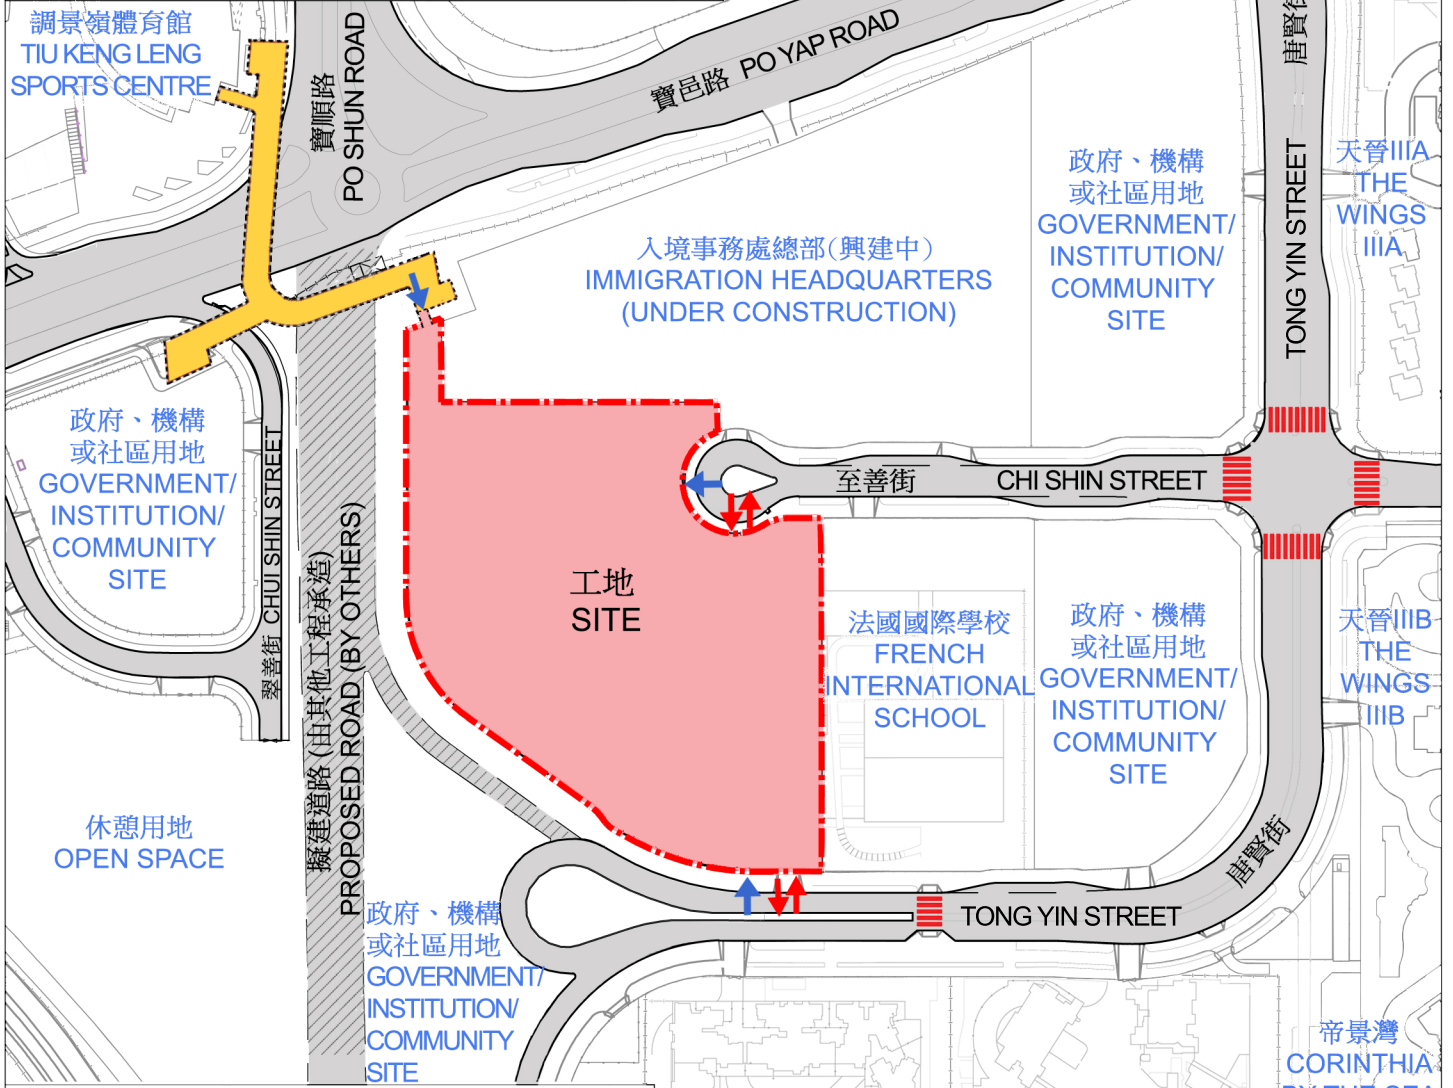 調景嶺體育館
TIU KENG LENG
SPORTS CENTRE
寶順路
PO SHUN ROAD
寶邑路 PO YAP ROAD
唐賢街
TONG YIN STREET
天晉IIIA
THE
WINGS
IIIA
政府、機構
或社區用地
GOVERNMENT/
INSTITUTION/
COMMUNITY
SITE
入境事務處總部(興建中)
IMMIGRATION HEADQUARTERS
(UNDER CONSTRUCTION)
政府、機構
或社區用地
GOVERNMENT/
INSTITUTION/
COMMUNITY
SITE
翠善街 CHUI SHIN STREET
擬建道路 (由其他工程承造)
PROPOSED ROAD (BY OTHERS)
至善街 CHI SHIN STREET
工地
SITE
法國國際學校
FRENCH
INTERNATIONAL
SCHOOL
政府、機構
或社區用地
GOVERNMENT/
INSTITUTION/
COMMUNITY
SITE
天晉IIIB
THE
WINGS
IIIB
休憩用地
OPEN SPACE
唐賢街
TONG YIN STREET
政府、機構
或社區用地
GOVERNMENT/
INSTITUTION/
COMMUNITY
SITE
帝景灣
CORINTHIA
BY THE SEA